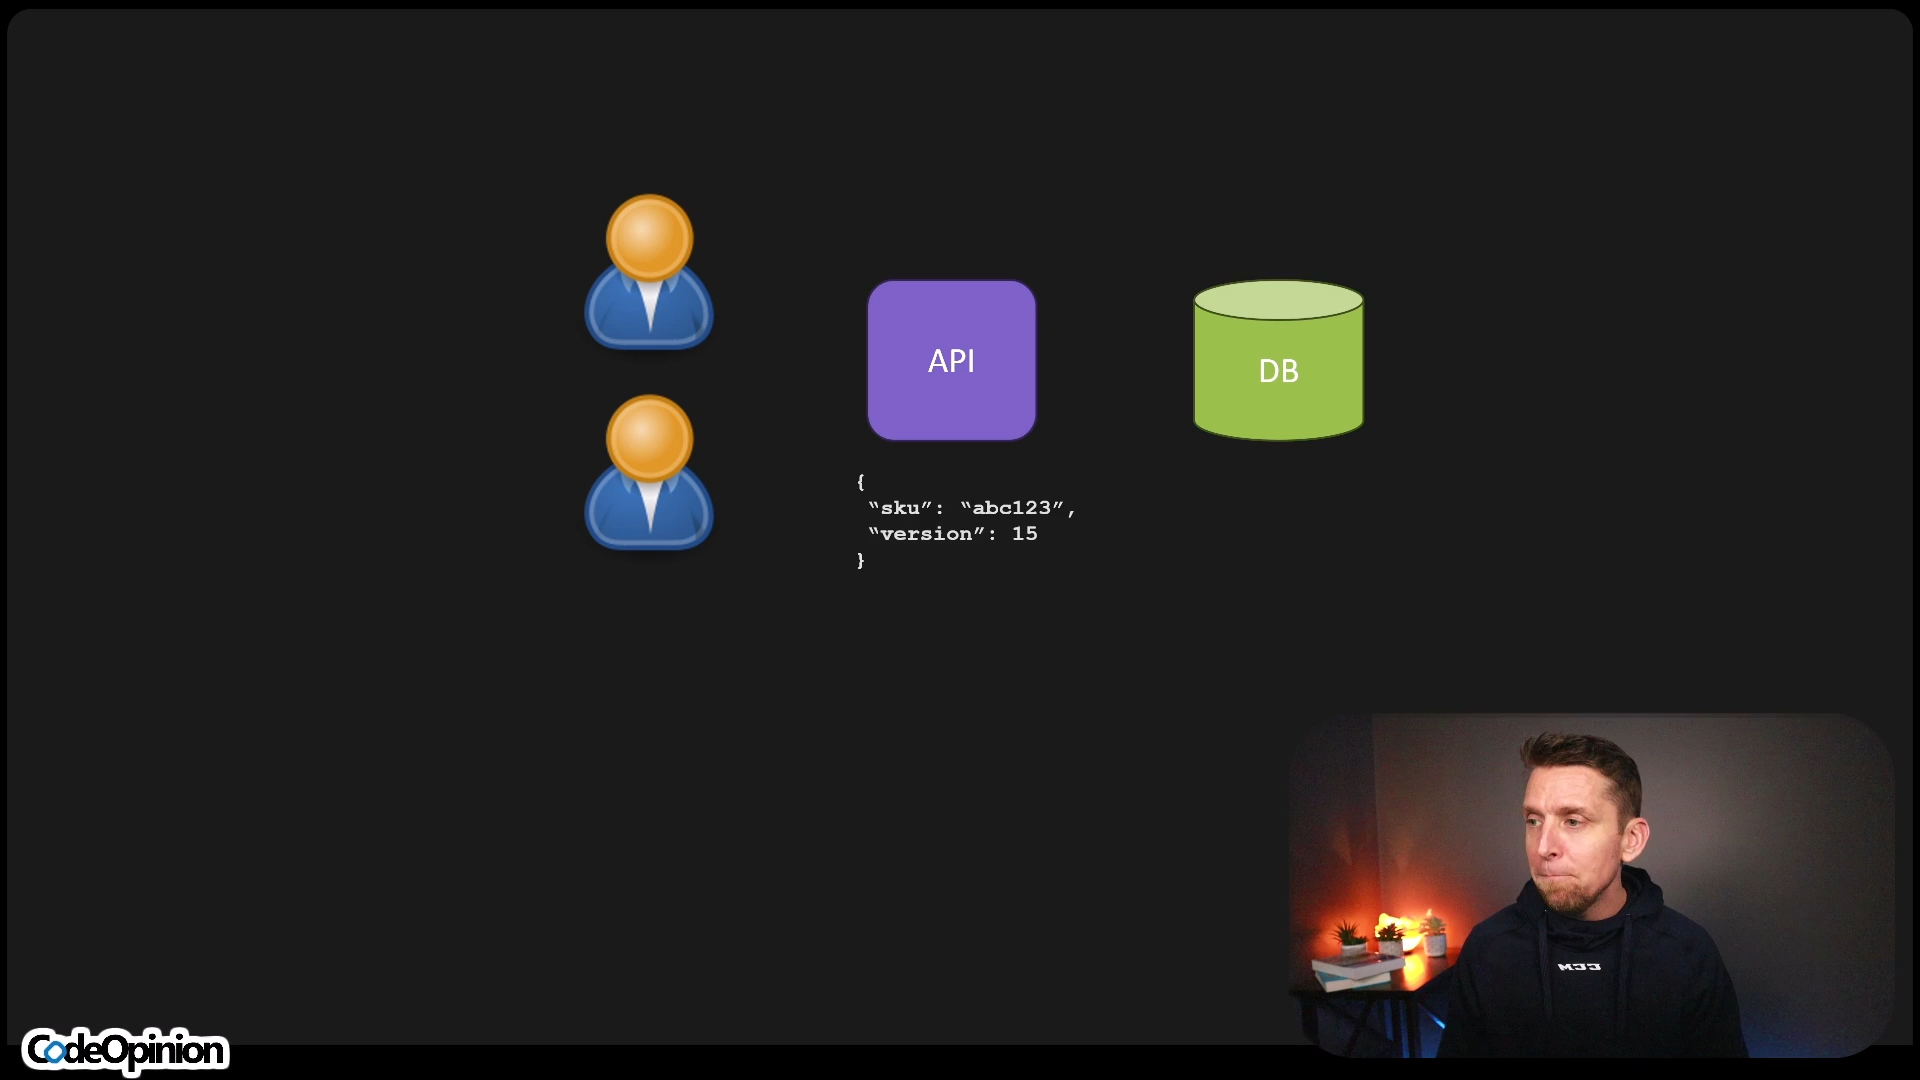 API
DB
{
“sku”: “abc123”,
“version”: 15
}
CodeOpinion